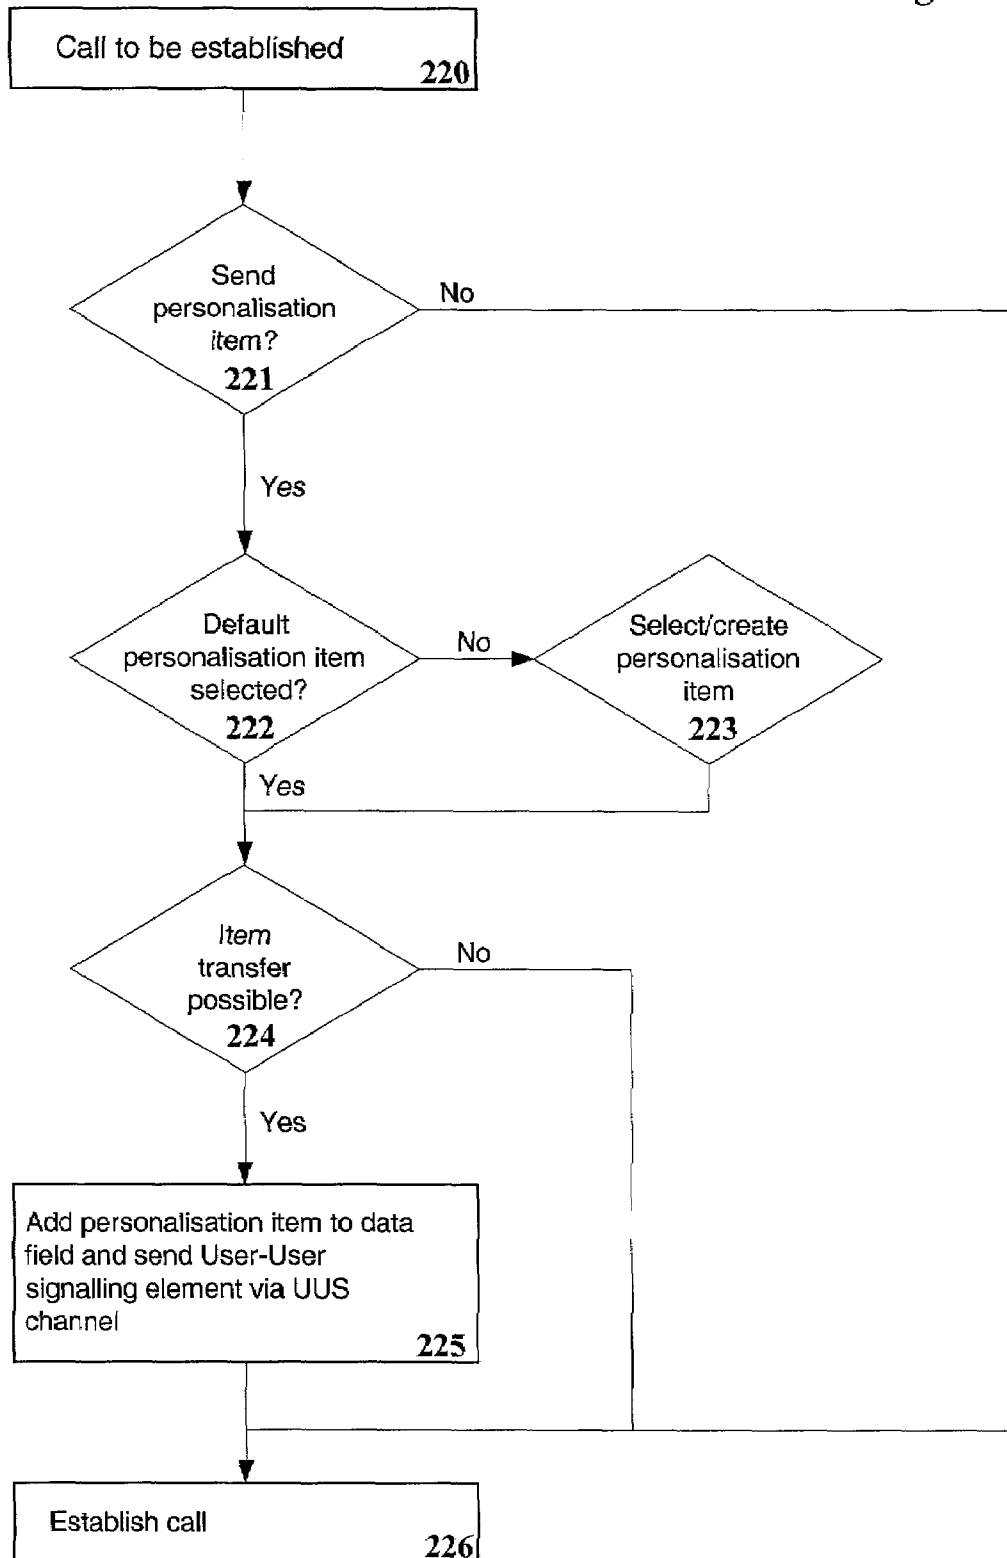 Call to be established
220
Send
personalisation
item?
221
No
Yes
Default
personalisation item
selected?
222
No
Select/create
personalisation
item
223
Yes
Item
transfer
possible?
224
No
Yes
Add personalisation item to data
field and send User-User
signalling element via UUS
channel
225
Establish call
226